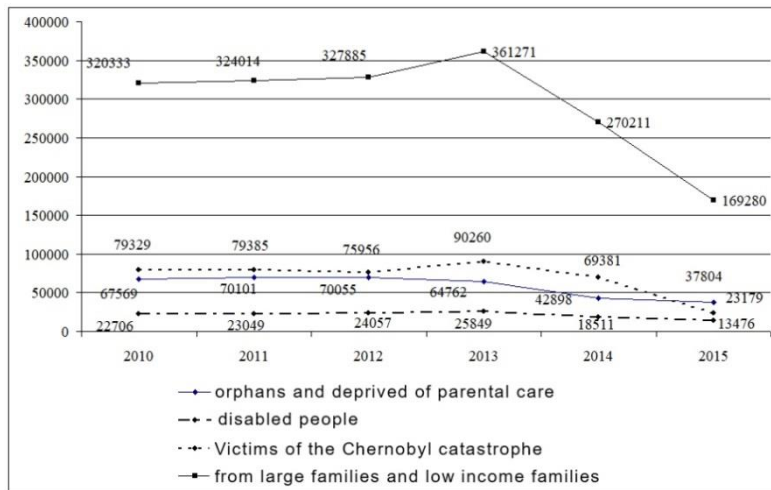 400000
350000
300000
250000
200000
150000
100000
50000
0
320333 324014 327885 361271 270211 169280
79329 79385 75956 90260 69381 23179
67569 70101 70055 64762 42898 37804
22706 23049 24057 25849 18511 13476
2010 2011 2012 2013 2014 2015
orphans and deprived of parental care
disabled people
Victims of the Chernobyl catastrophe
from large families and low income families